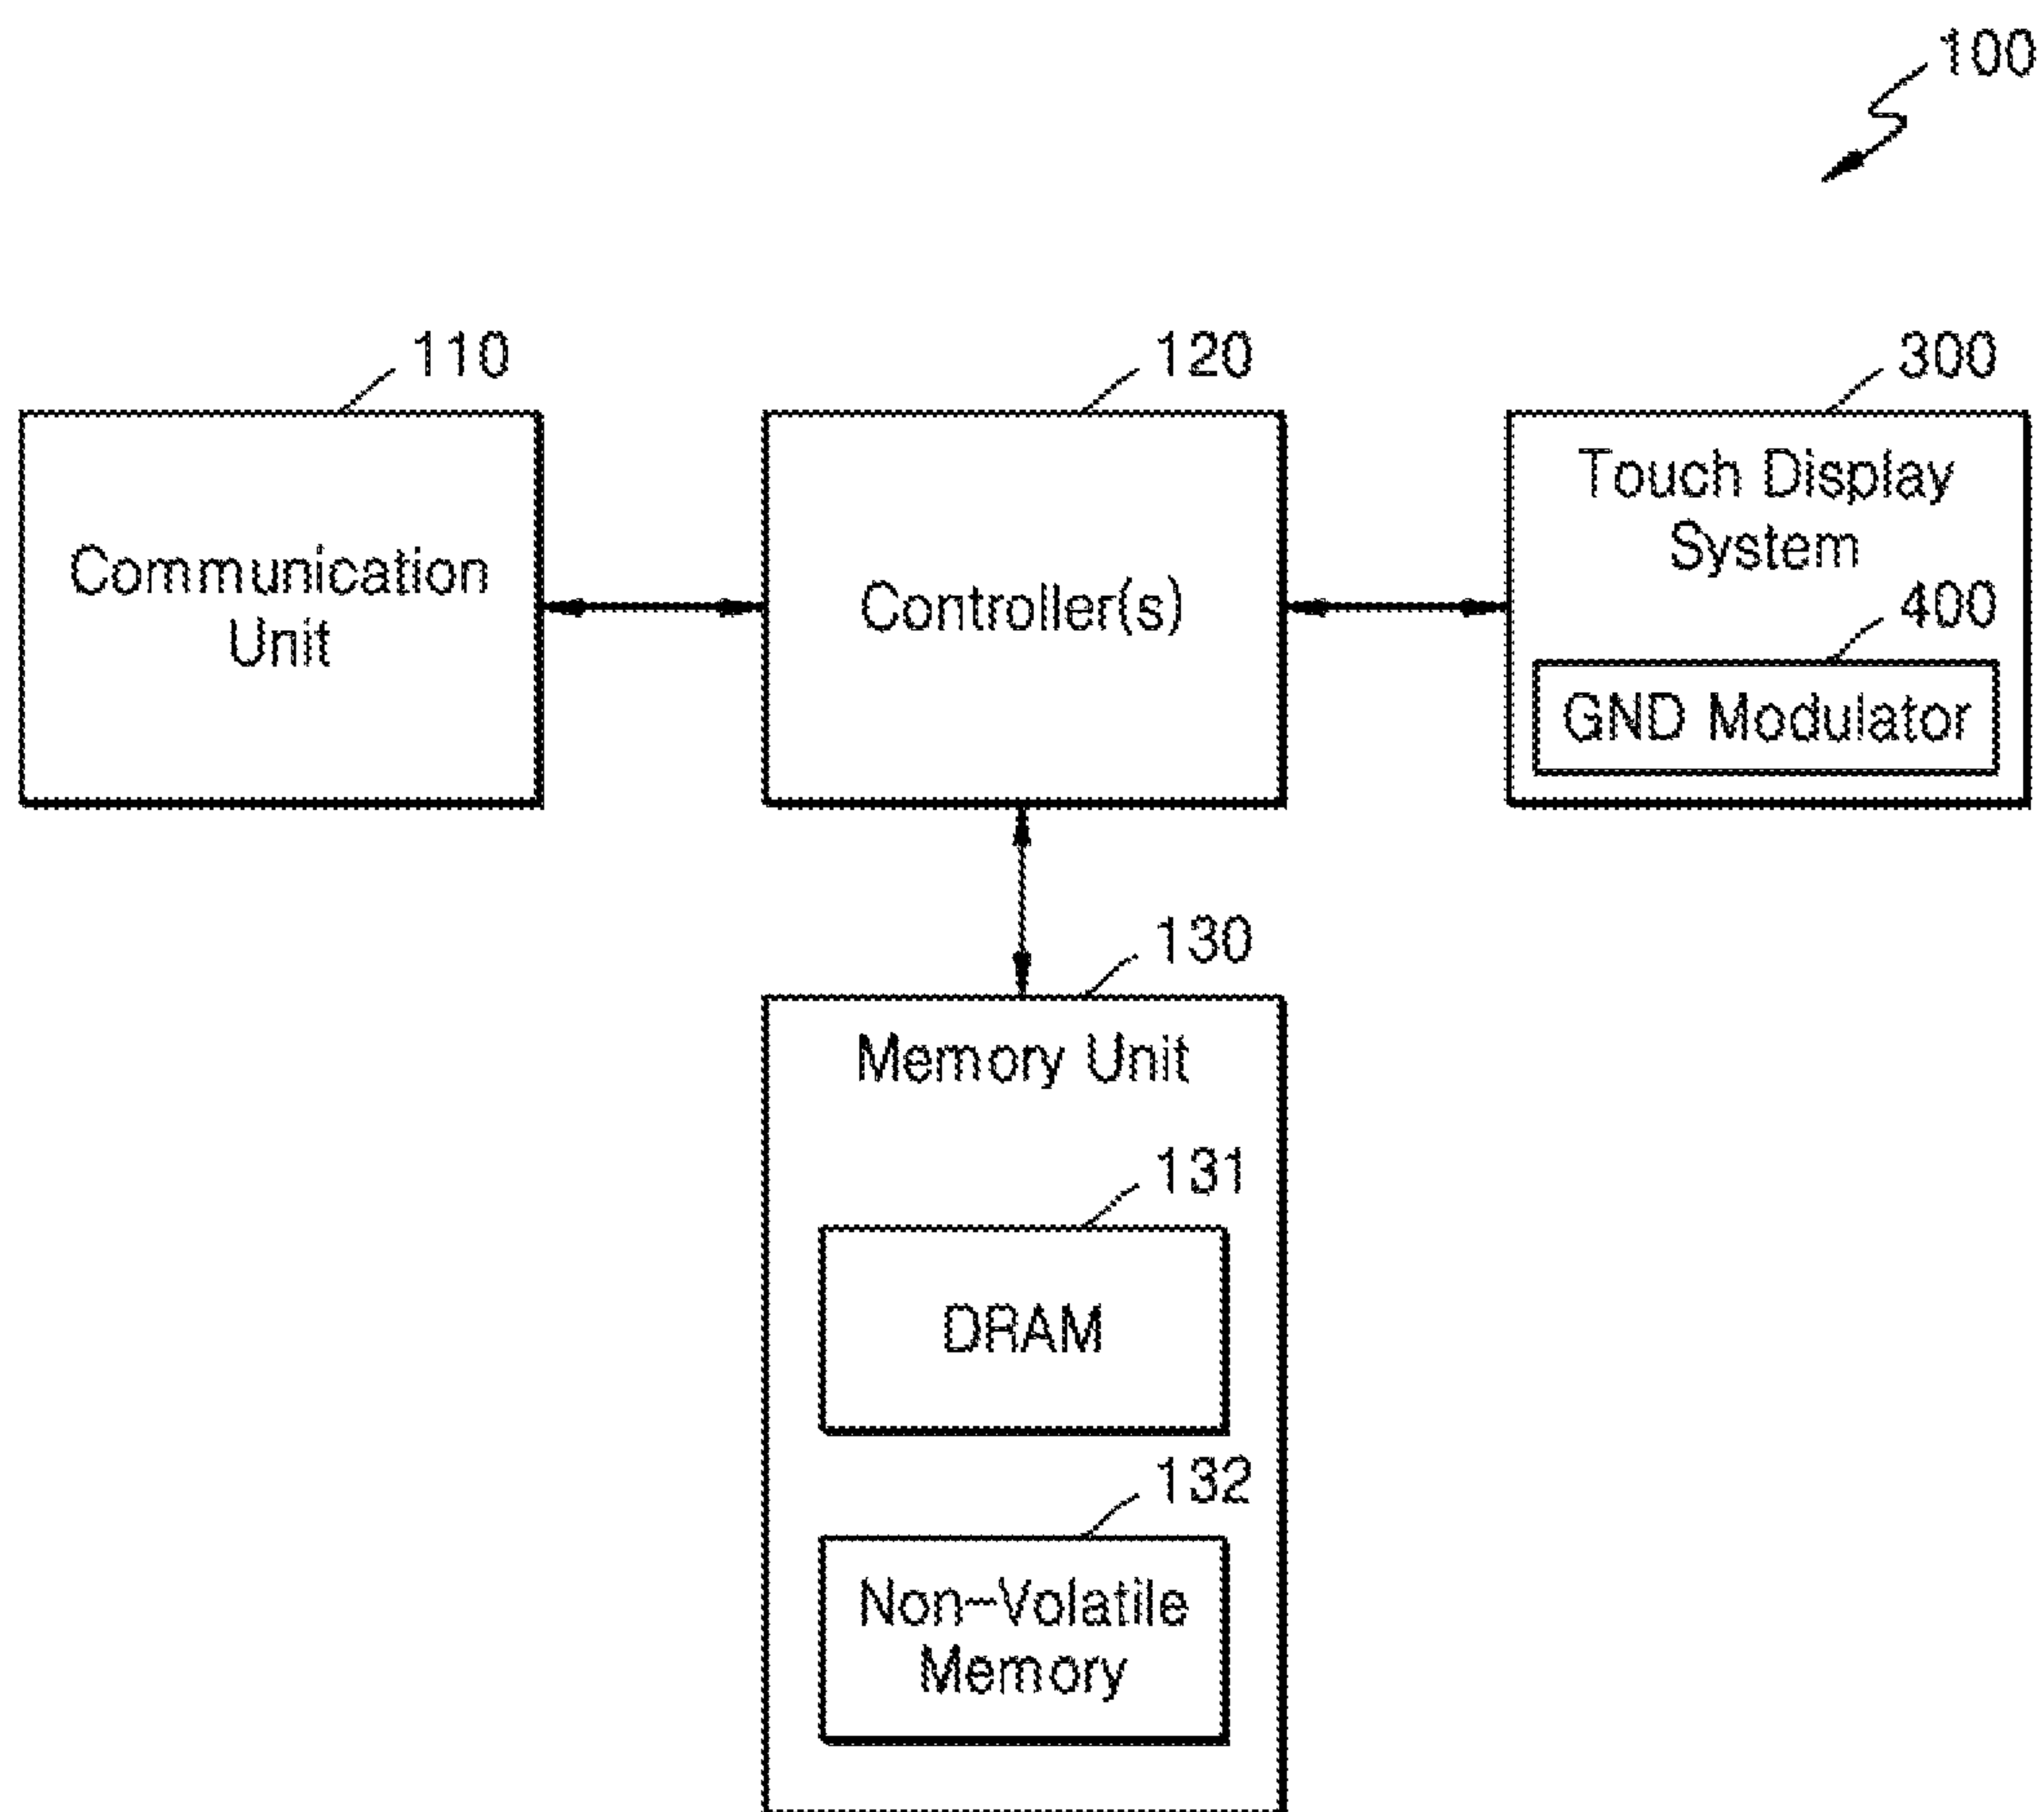 100
110
120
300
Communication
Unit
Controller(s)
Touch Display
System
400
GND Modulator
130
Memory Unit
131
DRAM
132
Non-Volatile
Memory